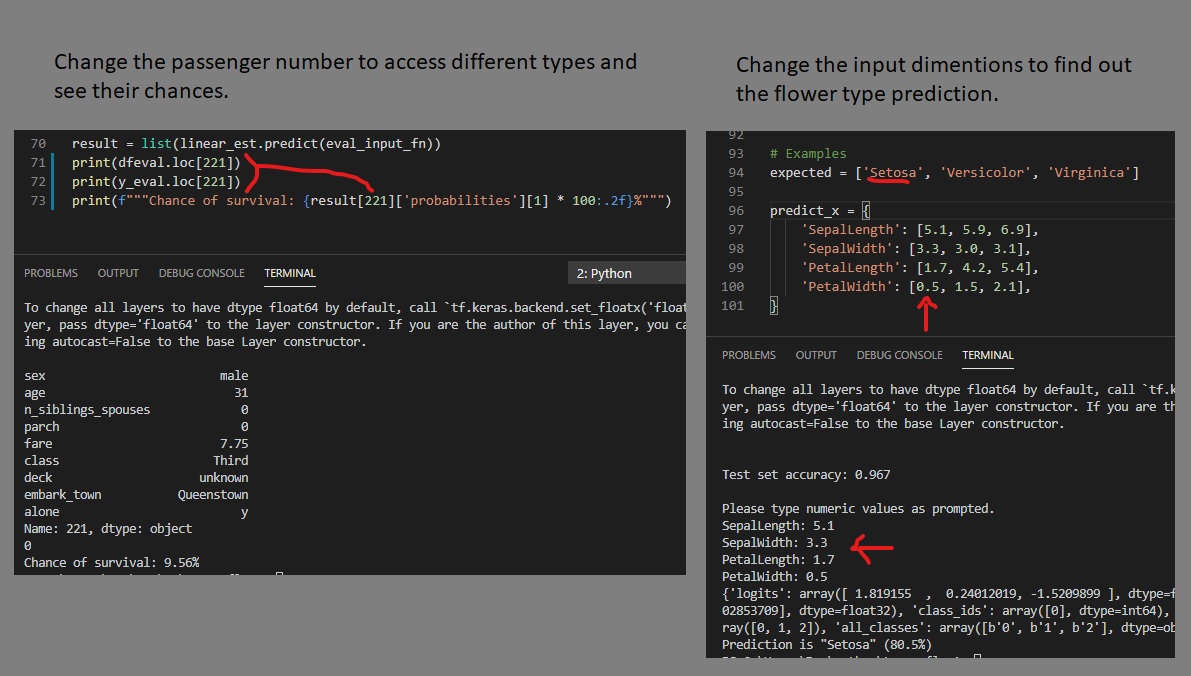 Change the passenger number to access different types and
see their chances.
70 result = list(linear_est.predict(eval_input_fn))
71 print(dfeval.loc[221])
72 print(y_eval.loc[221])
73 print(f"""Chance of survival: {result[221]['probabilities'][1] * 100:.2f}%""")
PROBLEMS OUTPUT DEBUG CONSOLE TERMINAL 2: Python
To change all layers to have dtype float64 by default, call `tf.keras.backend.set_floatx('float
yer, pass dtype='float64' to the layer constructor. If you are the author of this layer, you ca
ing autocast=False to the base Layer constructor.
sex male
age 31
n_siblings_spouses 0
parch 0
fare 7.75
class Third
deck unknown
embark_town Queenstown
alone y
Name: 221, dtype: object
0
Chance of survival: 9.56%
Change the input dimentions to find out
the flower type prediction.
92
93 # Examples
94 expected = ['Setosa', 'Versicolor', 'Virginica']
95
96 predict_x = {
97 'SepalLength': [5.1, 5.9, 6.9],
98 'SepalWidth': [3.3, 3.0, 3.1],
99 'PetalLength': [1.7, 4.2, 5.4],
100 'PetalWidth': [0.5, 1.5, 2.1],
101 }
PROBLEMS OUTPUT DEBUG CONSOLE TERMINAL
To change all layers to have dtype float64 by default, call `tf.k
yer, pass dtype='float64' to the layer constructor. If you are th
ing autocast=False to the base Layer constructor.
Test set accuracy: 0.967
Please type numeric values as prompted.
SepalLength: 5.1
SepalWidth: 3.3
PetalLength: 1.7
PetalWidth: 0.5
{'logits': array([ 1.819155  ,  0.24012019, -1.5209899 ], dtype=f
02853709], dtype=float32), 'class_ids': array([0], dtype=int64),
ray([0, 1, 2]), 'all_classes': array([b'0', b'1', b'2'], dtype=ob
Prediction is "Setosa" (80.5%)